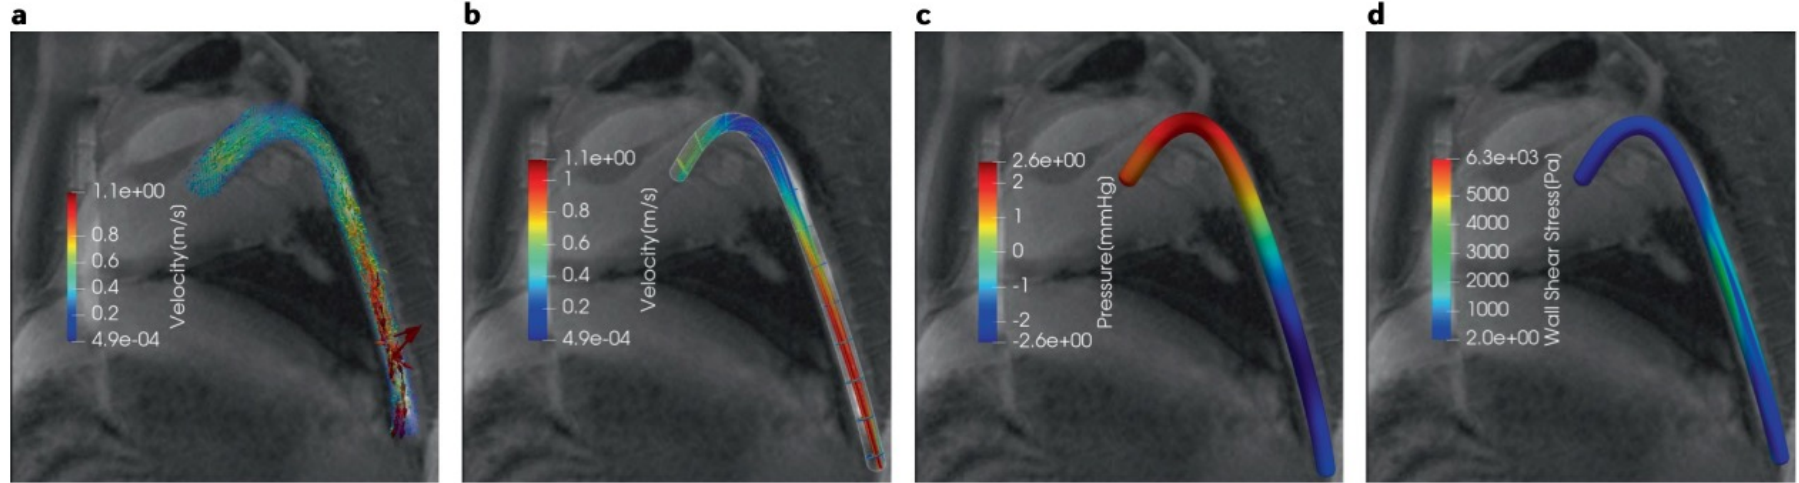 a
b
c
d
1.1e+00
0.8
0.6
0.4
0.2
4.9e-04
Velocity(m/s)
1.1e+00
1
0.8
0.6
0.4
0.2
4.9e-04
Velocity(m/s)
2.6e+00
2
1
0
-1
-2
-2.6e+00
Pressure(mmHg)
6.3e+03
5000
4000
3000
2000
1000
2.0e+00
Wall Shear Stress(Pa)